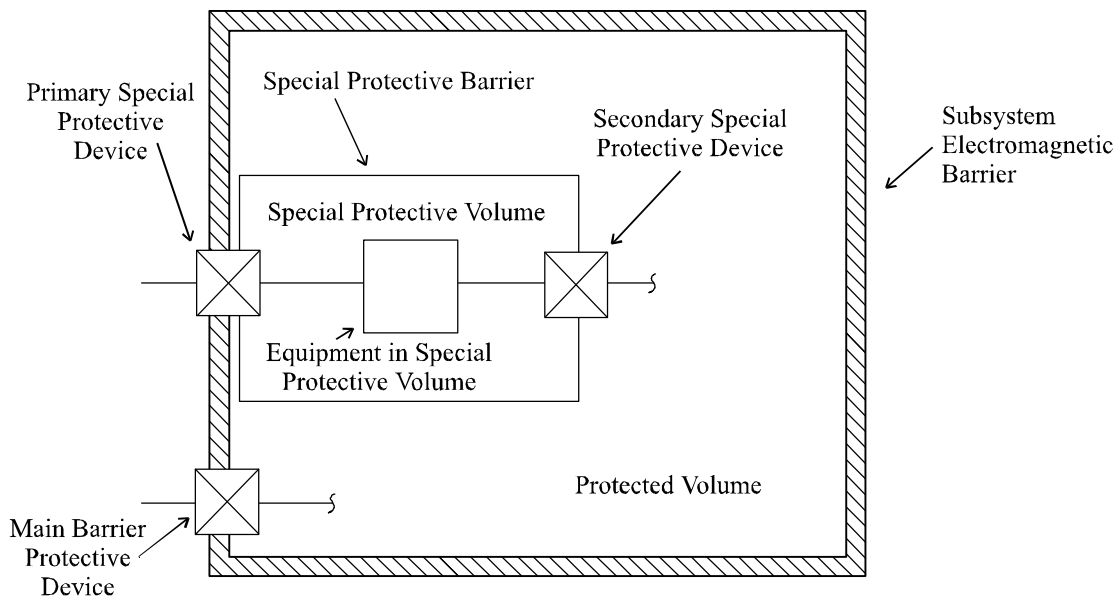 Primary Special
Protective
Device
Special Protective Barrier
Secondary Special
Protective Device
Subsystem
Electromagnetic
Barrier
Special Protective Volume
Equipment in Special
Protective Volume
Protected Volume
Main Barrier
Protective
Device